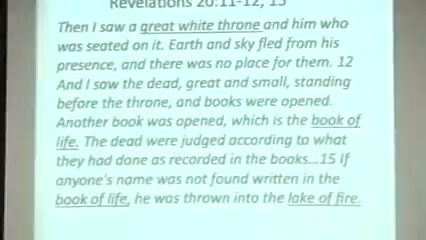 Revelations 20:11-12, 15
Then I saw a great white throne and him who
was seated on it. Earth and sky fled from his
presence, and there was no place for them. 12
And I saw the dead, great and small, standing
before the throne, and books were opened.
Another book was opened, which is the book of
life. The dead were judged according to what
they had done as recorded in the books...15 If
anyone's name was not found written in the
book of life, he was thrown into the lake of fire.